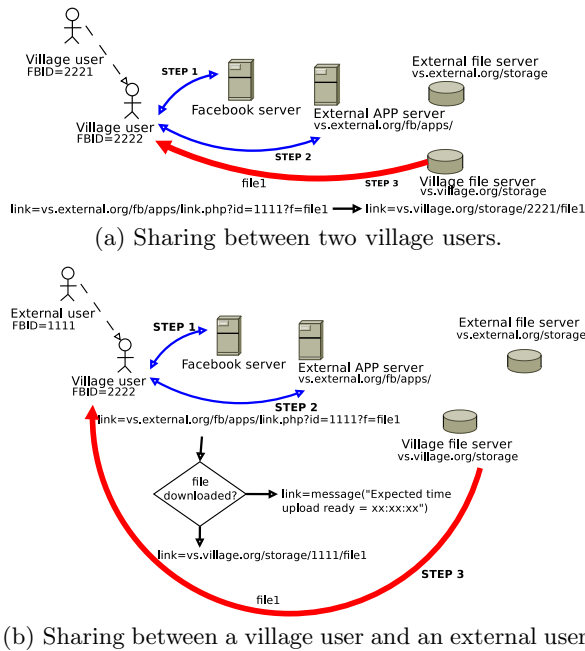 Village user
FBID=2221
Village user
FBID=2222
STEP 1
Facebook server
External APP server
vs.external.org/fb/apps/
External file server
vs.external.org/storage
STEP 2
STEP 3
file1
Village file server
vs.village.org/storage
link=vs.external.org/fb/apps/link.php?id=1111?f=file1
link=vs.village.org/storage/2221/file1
(a) Sharing between two village users.
External user
FBID=1111
Village user
FBID=2222
STEP 1
Facebook server
External APP server
vs.external.org/fb/apps/
External file server
vs.external.org/storage
STEP 2
link=vs.external.org/fb/apps/link.php?id=1111?f=file1
Village file server
vs.village.org/storage
file
downloaded?
link=message("Expected time
upload ready = xx:xx:xx")
link=vs.village.org/storage/1111/file1
STEP 3
file1
(b) Sharing between a village user and an external user